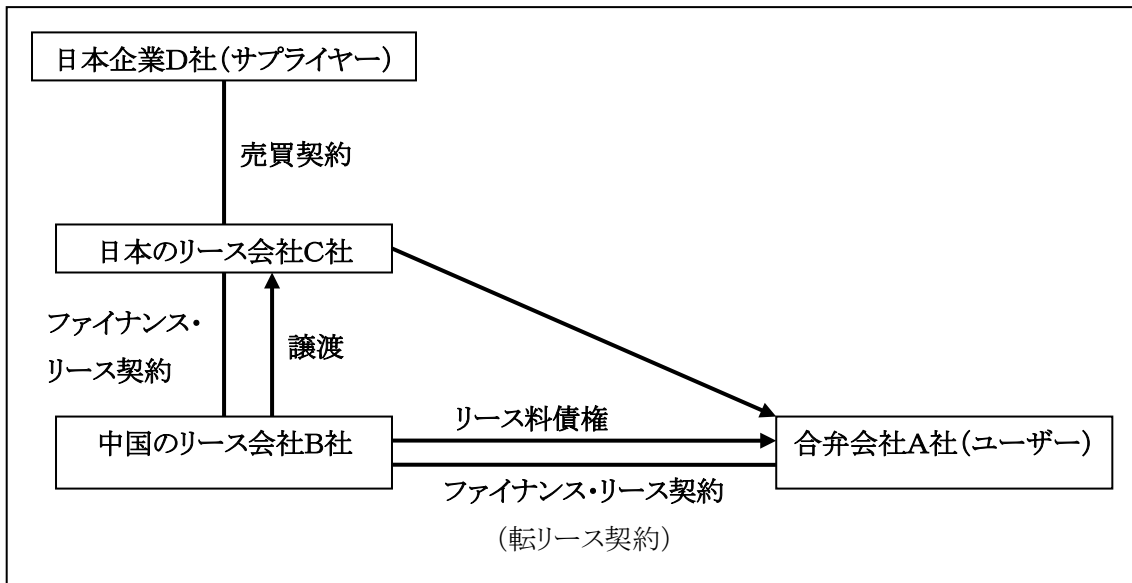 日本企業D社(サプライヤー)
売買契約
日本のリース会社C社
ファイナンス・
リース契約
譲渡
リース料債権
中国のリース会社B社
合弁会社A社(ユーザー)
ファイナンス・リース契約
(転リース契約)